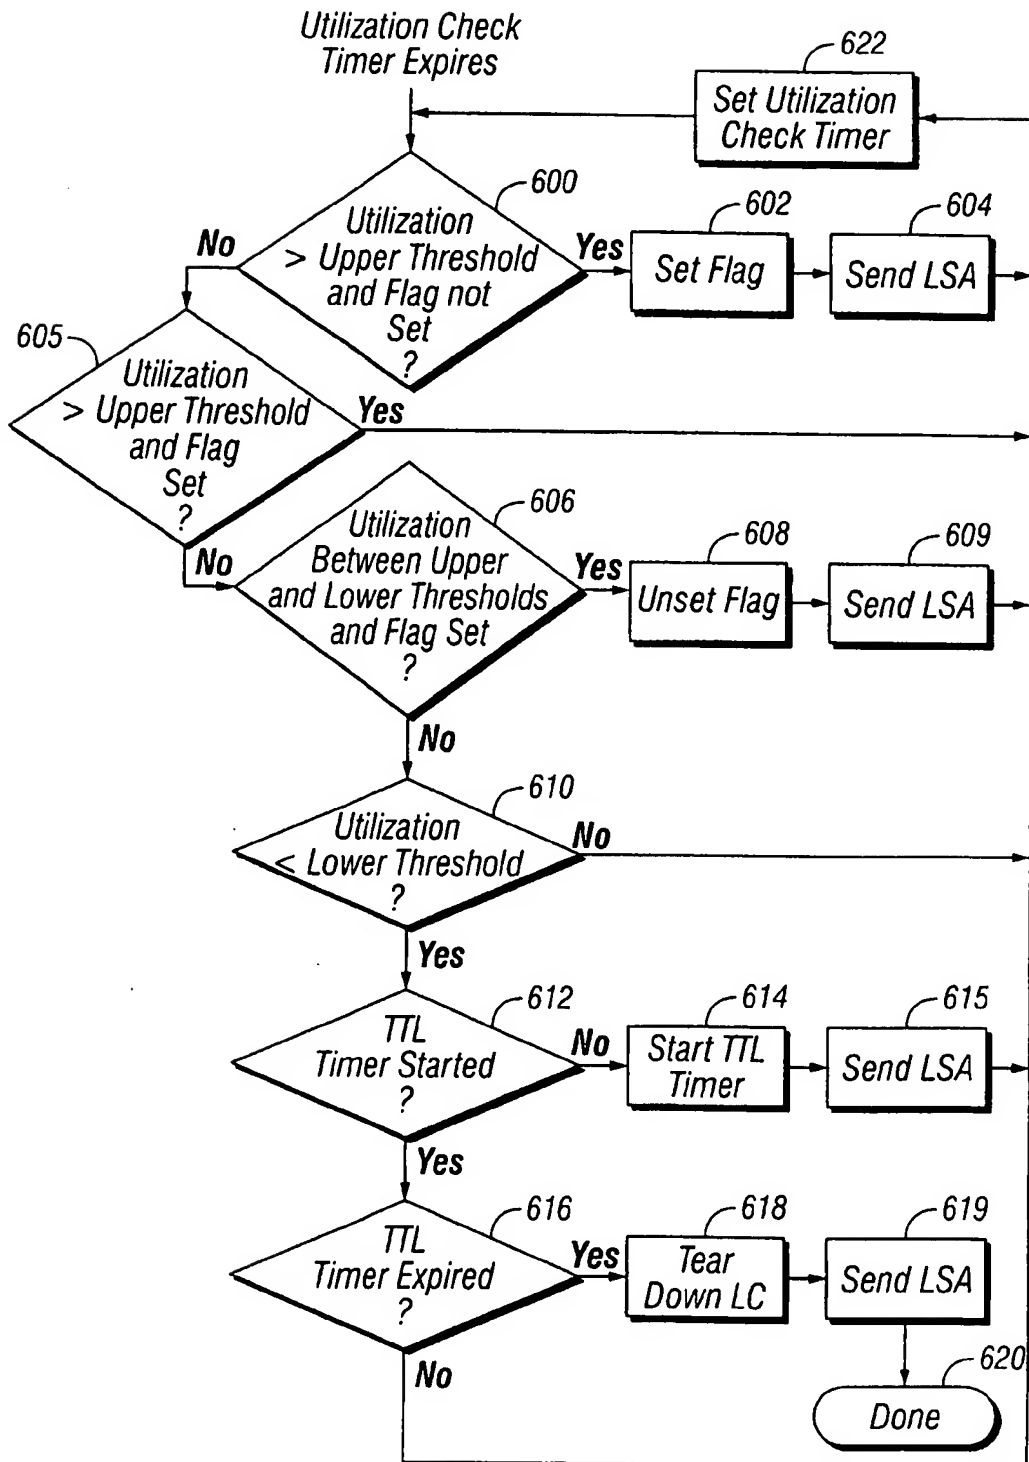 Utilization Check
Timer Expires
622
Set Utilization
Check Timer
600
Utilization
> Upper Threshold
and Flag not
Set
?
No
Yes
602
Set Flag
604
Send LSA
605
Utilization
> Upper Threshold
and Flag
Set
?
Yes
No
606
Utilization
Between Upper
and Lower Thresholds
and Flag Set
?
Yes
608
Unset Flag
609
Send LSA
No
610
Utilization
< Lower Threshold
?
No
Yes
612
TTL
Timer Started
?
No
614
Start TTL
Timer
615
Send LSA
Yes
616
TTL
Timer Expired
?
Yes
618
Tear
Down LC
619
Send LSA
No
620
Done